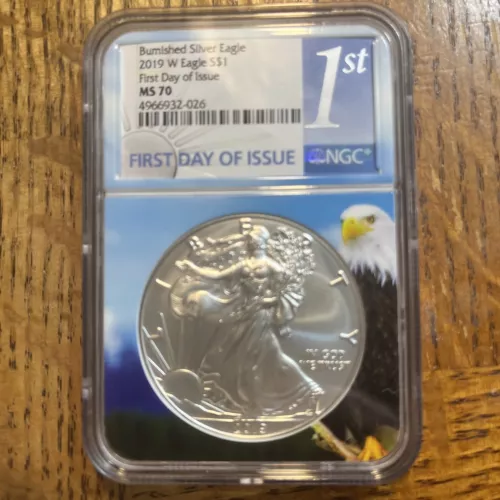 Burnished Silver Eagle
2019 W Eagle S$1
First Day of Issue
MS 70
4966932-026
1st
FIRST DAY OF ISSUE
NGC
LIBERTY
IN GOD
WE TRUST
2019